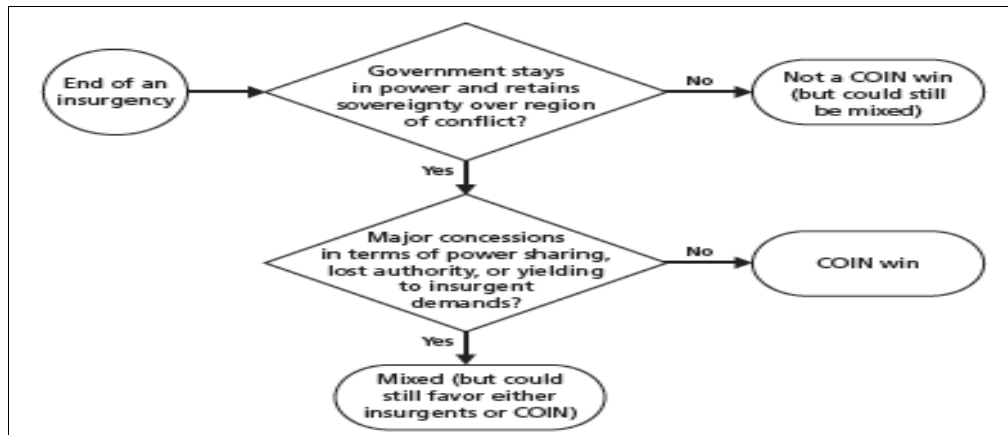 End of an
insurgency
Government stays
in power and retains
sovereignty over region
of conflict?
No
Not a COIN win
(but could still
be mixed)
Yes
Major concessions
in terms of power sharing,
lost authority, or yielding
to insurgent
demands?
No
COIN win
Yes
Mixed (but could
still favor either
insurgents or COIN)